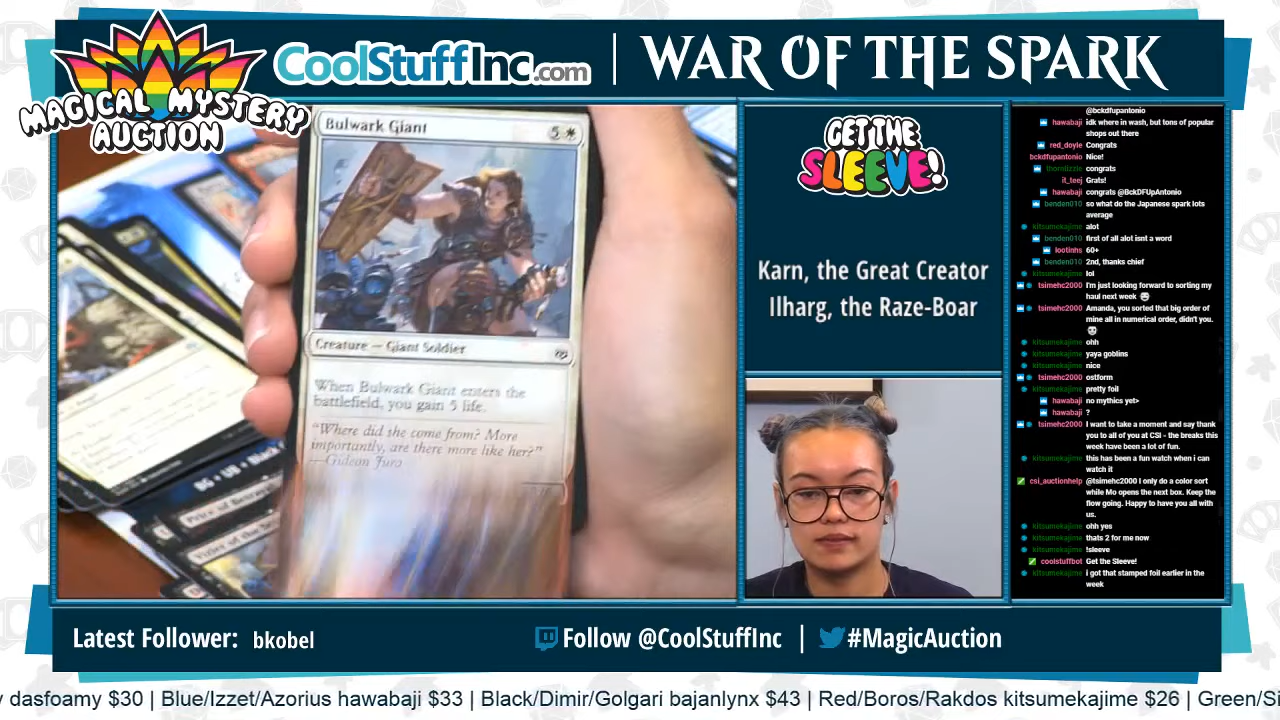 MAGICAL MYSTERY
AUCTION
COOLSTUFFINC.com
WAR OF THE SPARK
Bulwark Giant
5
Creature — Giant Soldier
When Bulwark Giant enters the
battlefield, you gain 5 life.
"Where did she come from? More
importantly, are there more like her?"
—Gideon Jura
GET THE
SLEEVE!
Karn, the Great Creator
Ilharg, the Raze-Boar
@bckdfupantonio
hawabaji idk where in wash, but tons of popular
shops out there
red_doyle Congrats
bckdfupantonio Nice!
congrats
it_teej Grats!
hawabaji congrats @BckDFUpAntonio
benden010 so what do the Japanese spark lots
average
kitsumekajime alot
benden010 first of all alot isnt a word
lootinhs 60+
benden010 2nd, thanks chief
kitsumekajime lol
tsimehc2000 I'm just looking forward to sorting my
haul next week
tsimehc2000 Amanda, you sorted that big order of
mine all in numerical order, didn't you.
kitsumekajime ohh
kitsumekajime yaya goblins
kitsumekajime nice
tsimehc2000 ostform
kitsumekajime pretty foil
hawabaji no mythics yet>
hawabaji ?
tsimehc2000 I want to take a moment and say thank
you to all of you at CSI - the breaks this
week have been a lot of fun.
kitsumekajime this has been a fun watch when i can
watch it
csi_auctionhelp @tsimehc2000 I only do a color sort
while Mo opens the next box. Keep the
flow going. Happy to have you all with
us.
kitsumekajime ohh yes
kitsumekajime thats 2 for me now
kitsumekajime !sleeve
coolstuffbot Get the Sleeve!
kitsumekajime i got that stamped foil earlier in the
week
Latest Follower: bkobel
Follow @CoolStuffInc | #MagicAuction
y dasfoamy $30 | Blue/Izzet/Azorius hawabaji $33 | Black/Dimir/Golgari bajanlynx $43 | Red/Boros/Rakdos kitsumekajime $26 | Green/Si